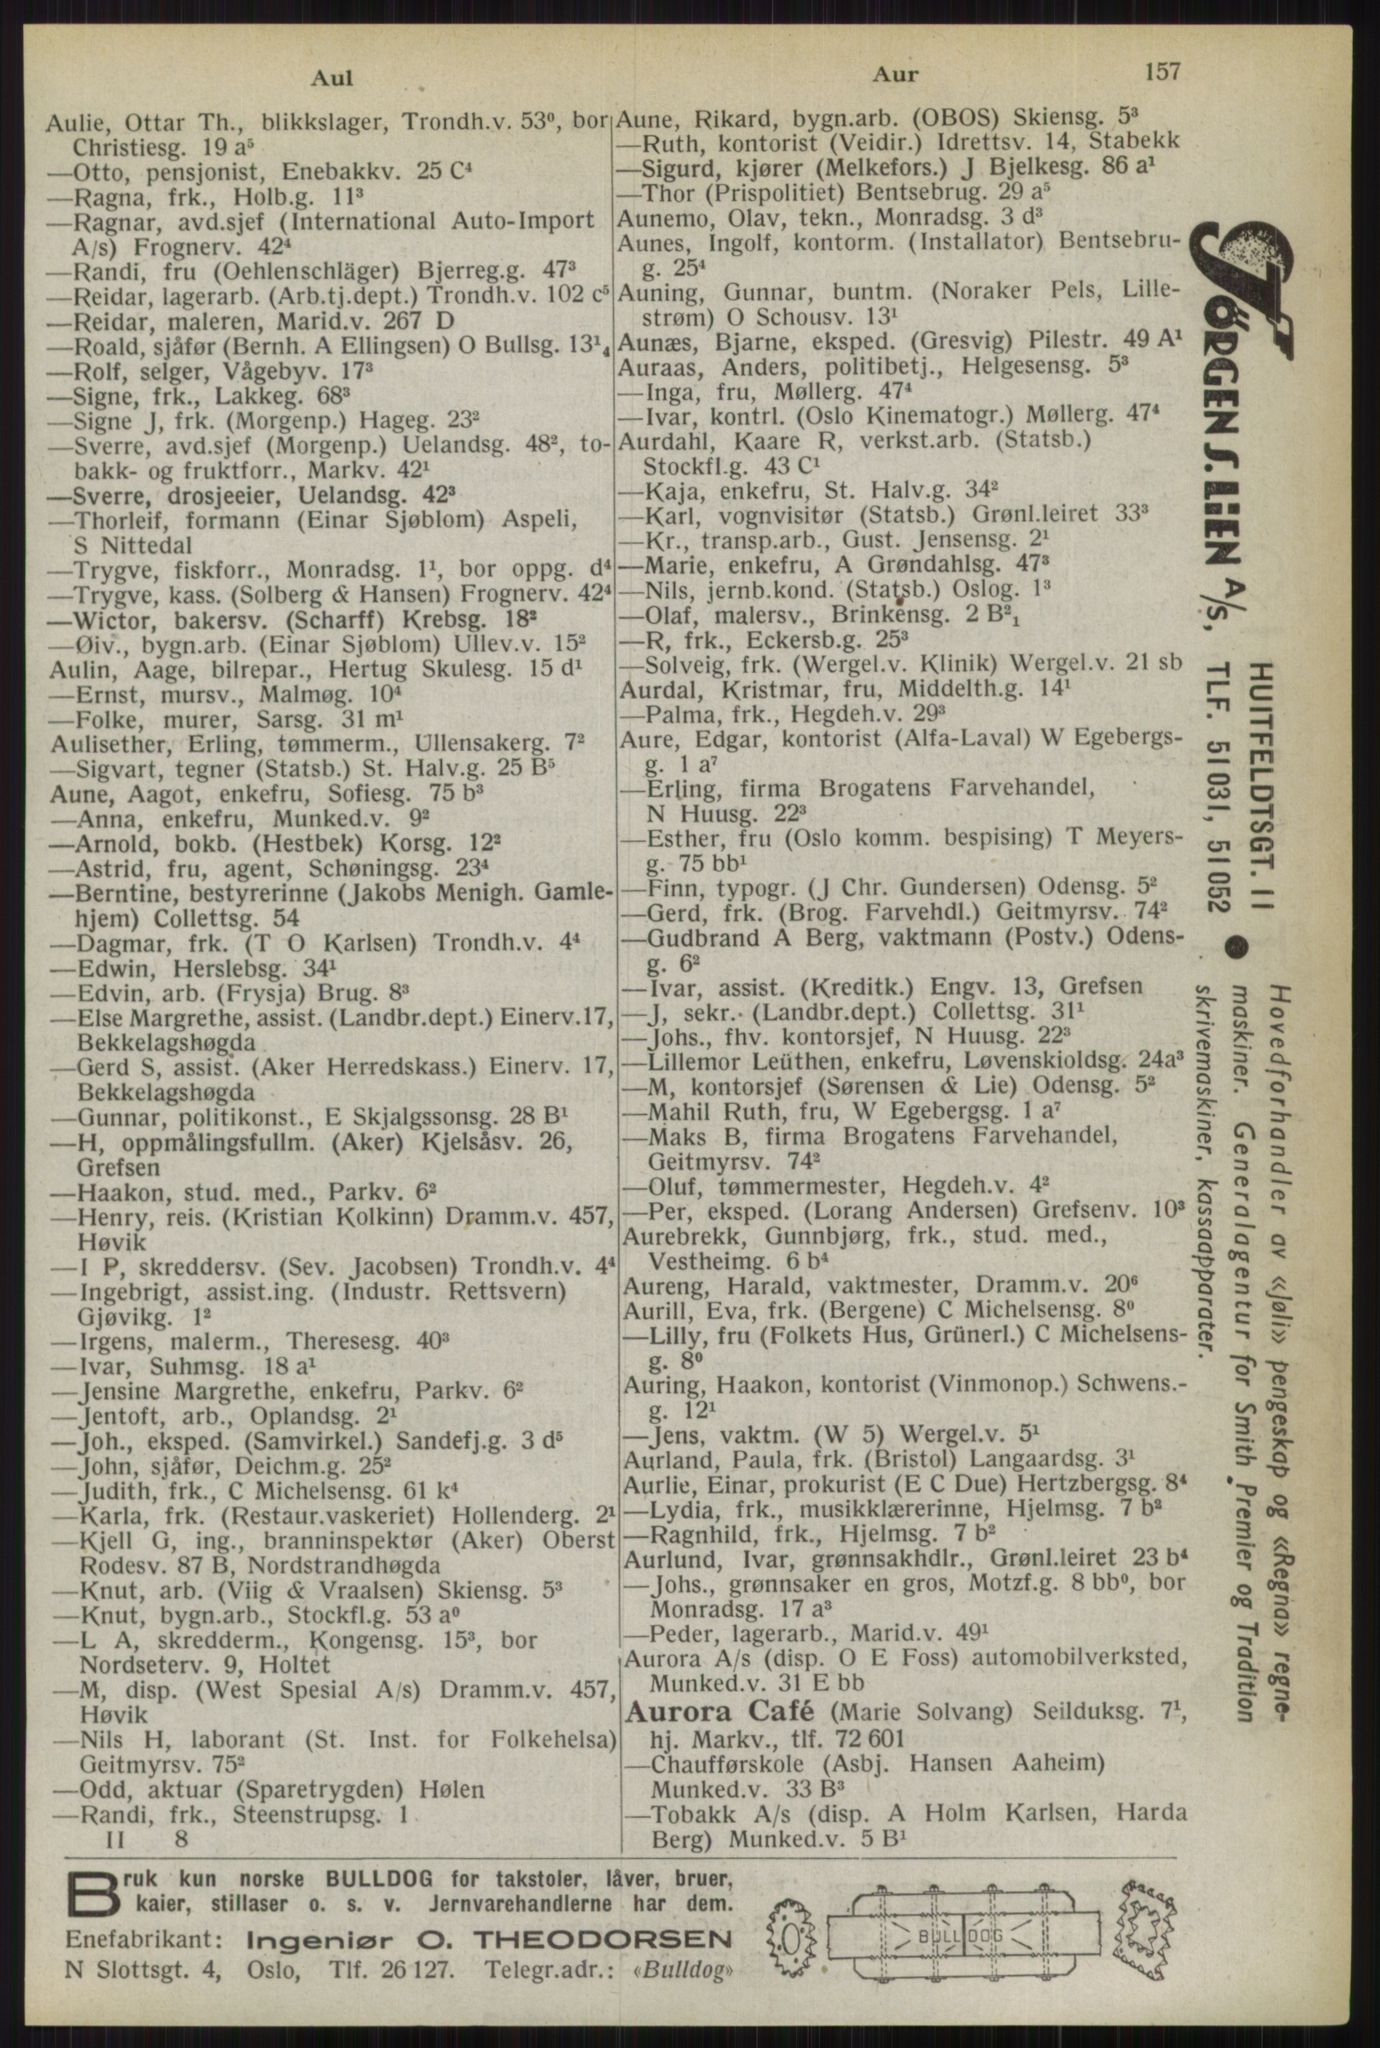 Aul
Aur
157
Aulie, Ottar Th., blikkslager, Trondh.v. 53⁰, bor
Christiesg. 19 a⁵
—Otto, pensjonist, Enebakkv. 25 C⁴
—Ragna, frk., Holb.g. 11³
—Ragnar, avd.sjef (International Auto-Import
A/s) Frognerv. 42⁴
—Randi, fru (Oehlenschläger) Bjerreg.g. 47³
—Reidar, lagerarb. (Arb.tj.dept.) Trondh.v. 102 c⁵
—Reidar, maleren, Marid.v. 267 D
—Roald, sjåfør (Bernh. A Ellingsen) O Bullsg. 13¹₄
—Rolf, selger, Vågebyv. 17³
—Signe, frk., Lakkeg. 68³
—Signe J, frk. (Morgenp.) Hageg. 23²
—Sverre, avd.sjef (Morgenp.) Uelandsg. 48², to-
bakk- og fruktforr., Markv. 42¹
—Sverre, drosjeeier, Uelandsg. 42³
—Thorleif, formann (Einar Sjøblom) Aspeli,
S Nittedal
—Trygve, fiskforr., Monradsg. 1¹, bor oppg. d⁴
—Trygve, kass. (Solberg & Hansen) Frognerv. 42⁴
—Wictor, bakersv. (Scharff) Krebsg. 18²
—Øiv., bygn.arb. (Einar Sjøblom) Ullev.v. 15²
Aulin, Aage, bilrepar., Hertug Skulesg. 15 d¹
—Ernst, mursv., Malmøg. 10⁴
—Folke, murer, Sarsg. 31 m¹
Aulisether, Erling, tømmerm., Ullensakerg. 7²
—Sigvart, tegner (Statsb.) St. Halv.g. 25 B⁵
Aune, Aagot, enkefru, Sofiesg. 75 b³
—Anna, enkefru, Munked.v. 9²
—Arnold, bokb. (Hestbek) Korsg. 12²
—Astrid, fru, agent, Schøningsg. 23⁴
—Berntine, bestyrerinne (Jakobs Menigh. Gamle-
hjem) Collettsg. 54
—Dagmar, frk. (T O Karlsen) Trondh.v. 4⁴
—Edwin, Herslebsg. 34¹
—Edvin, arb. (Frysja) Brug. 8³
—Else Margrethe, assist. (Landbr.dept.) Einerv. 17,
Bekkelagshøgda
—Gerd S, assist. (Aker Herredskass.) Einerv. 17,
Bekkelagshøgda
—Gunnar, politikonst., E Skjalgssonsg. 28 B¹
—H, oppmålingsfullm. (Aker) Kjelsåsv. 26,
Grefsen
—Haakon, stud. med., Parkv. 6²
—Henry, reis. (Kristian Kolkinn) Dramm.v. 457,
Høvik
—I P, skreddersv. (Sev. Jacobsen) Trondh.v. 4⁴
—Ingebrigt, assist.ing. (Industr. Rettsvern)
Gjøvikg. 1²
—Irgens, malerm., Theresesg. 40³
—Ivar, Suhmsg. 18 a¹
—Jensine Margrethe, enkefru, Parkv. 6²
—Jentoft, arb., Oplandsg. 2¹
—Joh., eksped. (Samvirkel.) Sandefj.g. 3 d⁵
—John, sjåfør, Deichm.g. 25²
—Judith, frk., C Michelsensg. 61 k⁴
—Karla, frk. (Restaur.vaskeriet) Hollenderg. 2¹
—Kjell G, ing., branninspektør (Aker) Oberst
Rodesv. 87 B, Nordstrandhøgda
—Knut, arb. (Viig & Vraalsen) Skiensg. 5³
—Knut, bygn.arb., Stockfl.g. 53 a⁰
—L A, skredderm., Kongensg. 15³, bor
Nordseterv. 9, Holtet
—M, disp. (West Spesial A/s) Dramm.v. 457,
Høvik
—Nils H, laborant (St. Inst. for Folkehelsa)
Geitmyrsv. 75²
—Odd, aktuar (Sparetrygden) Hølen
—Randi, frk., Steenstrupsg. 1
II 8
Aune, Rikard, bygn.arb. (OBOS) Skiensg. 5³
—Ruth, kontorist (Veidir.) Idrettsv. 14, Stabekk
—Sigurd, kjører (Melkefors.) J Bjelkesg. 86 a¹
—Thor (Prispolitiet) Bentsebrug. 29 a⁵
Aunemo, Olav, tekn., Monradsg. 3 d³
Aunes, Ingolf, kontorm. (Installator) Bentsebru-
g. 25⁴
Auning, Gunnar, buntm. (Noraker Pels, Lille-
strøm) O Schousv. 13¹
Aunæs, Bjarne, eksped. (Gresvig) Pilestr. 49 A¹
Auraas, Anders, politibetj., Helgesensg. 5³
—Inga, fru, Møllerg. 47⁴
—Ivar, kontrl. (Oslo Kinematogr.) Møllerg. 47⁴
Aurdahl, Kaare R, verkst.arb. (Statsb.)
Stockfl.g. 43 C¹
—Kaja, enkefru, St. Halv.g. 34²
—Karl, vognvisitør (Statsb.) Grønl.leiret 33³
—Kr., transp.arb., Gust. Jensensg. 2¹
—Marie, enkefru, A Grøndahlsg. 47³
—Nils, jernb.kond. (Statsb.) Oslog. 1³
—Olaf, malersv., Brinkensg. 2 B²₁
—R, frk., Eckersb.g. 25³
—Solveig, frk. (Wergel.v. Klinik) Wergel.v. 21 sb
Aurdal, Kristmar, fru, Middelth.g. 14¹
—Palma, frk., Hegdeh.v. 29³
Aure, Edgar, kontorist (Alfa-Laval) W Egebergs-
g. 1 a⁷
—Erling, firma Brogatens Farvehandel,
N Huusg. 22³
—Esther, fru (Oslo komm. bespising) T Meyers-
g. 75 bb¹
—Finn, typogr. (J Chr. Gundersen) Odensg. 5²
—Gerd, frk. (Brog. Farvehdl.) Geitmyrsv. 74²
—Gudbrand A Berg, vaktmann (Postv.) Odens-
g. 6²
—Ivar, assist. (Kreditk.) Engv. 13, Grefsen
—J, sekr. (Landbr.dept.) Collettsg. 31¹
—Johs., fhv. kontorsjef, N Huusg. 22³
—Lillemor Leüthen, enkefru, Løvenskioldsg. 24a³
—M, kontorsjef (Sørensen & Lie) Odensg. 5²
—Mahil Ruth, fru, W Egebergsg. 1 a⁷
—Maks B, firma Brogatens Farvehandel,
Geitmyrsv. 74²
—Oluf, tømmermester, Hegdeh.v. 4²
—Per, eksped. (Lorang Andersen) Grefsenv. 10³
Aurebrekk, Gunnbjørg, frk., stud. med.,
Vestheimg. 6 b⁴
Aureng, Harald, vaktmester, Dramm.v. 20⁶
Aurill, Eva, frk. (Bergene) C Michelsensg. 8⁰
—Lilly, fru (Folkets Hus, Grünerl.) C Michelsens-
g. 8⁰
Auring, Haakon, kontorist (Vinmonop.) Schwens.-
g. 12¹
—Jens, vaktm. (W 5) Wergel.v. 5¹
Aurland, Paula, frk. (Bristol) Langaardsg. 3¹
Aurlie, Einar, prokurist (E C Due) Hertzbergsg. 8⁴
—Lydia, frk., musikklærerinne, Hjelmsg. 7 b²
—Ragnhild, frk., Hjelmsg. 7 b²
Aurlund, Ivar, grønnsakhdlr., Grønl.leiret 23 b⁴
—Johs., grønnsaker en gros, Motzf.g. 8 bb⁰, bor
Monradsg. 17 a³
—Peder, lagerarb., Marid.v. 49¹
Aurora A/s (disp. O E Foss) automobilverksted,
Munked.v. 31 E bb
Aurora Café (Marie Solvang) Seilduksg. 7¹,
hj. Markv., tlf. 72 601
—Chaufførskole (Asbj. Hansen Aaheim)
Munked.v. 33 B³
—Tobakk A/s (disp. A Holm Karlsen, Harda
Berg) Munked.v. 5 B¹
JØRGEN S. LIEN A/S,
HUITFELDTSGT. 11
TLF. 51 031, 51 052
● Hovedforhandler av «Jøli» pengeskap og «Regna» regne-
maskiner. Generalagentur for Smith Premier og Tradition
skrivemaskiner, kassaapparater.
Bruk kun norske BULLDOG for takstoler, låver, bruer,
kaier, stillaser o. s. v. Jernvarehandlerne har dem.
Enefabrikant: Ingeniør O. THEODORSEN
N Slottsgt. 4, Oslo, Tlf. 26 127. Telegr.adr.: «Bulldog»
BULLDOG